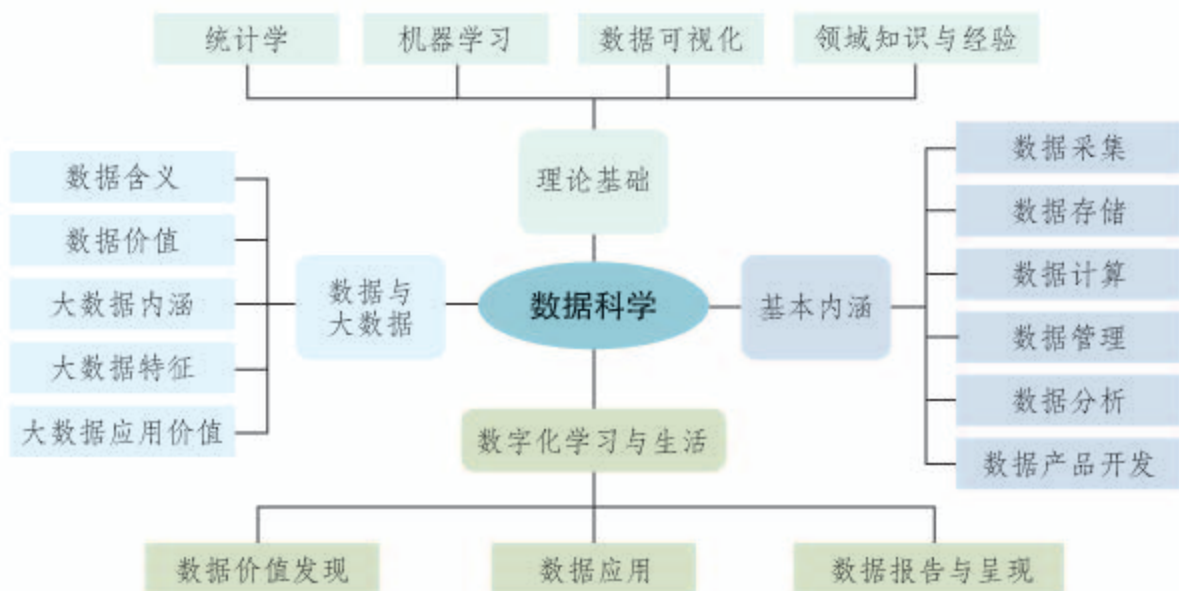 统计学
机器学习
数据可视化
领域知识与经验
理论基础
数据含义
数据价值
大数据内涵
大数据特征
大数据应用价值
数据与
大数据
数据科学
基本内涵
数据采集
数据存储
数据计算
数据管理
数据分析
数据产品开发
数字化学习与生活
数据价值发现
数据应用
数据报告与呈现